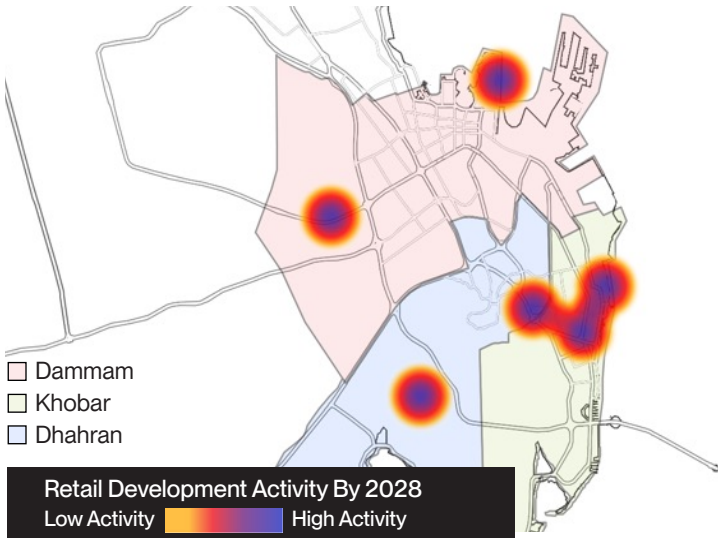 Dammam
Khobar
Dhahran
Retail Development Activity By 2028
Low Activity High Activity